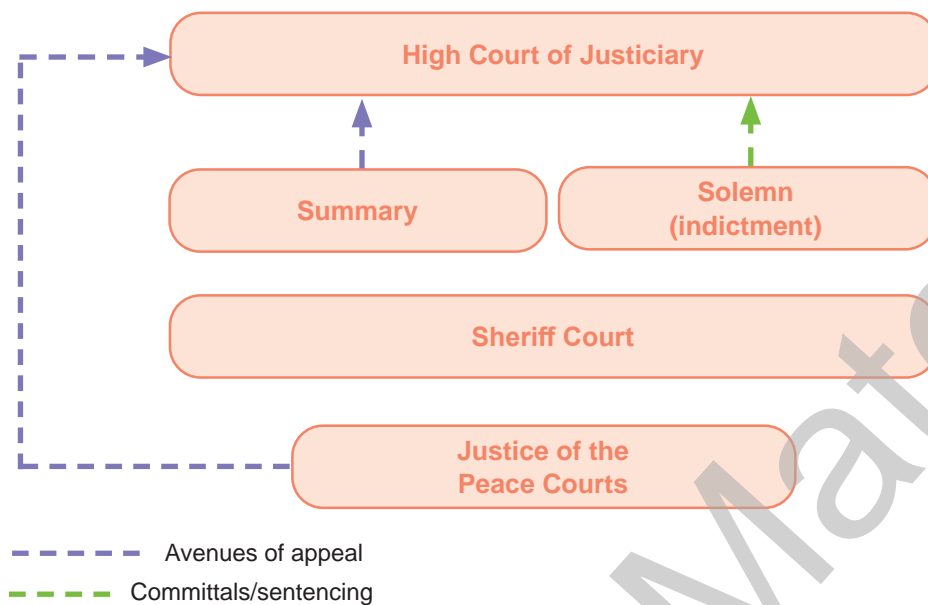 High Court of Justiciary
Summary
Solemn
(indictment)
Sheriff Court
Justice of the
Peace Courts
Avenues of appeal
Committals/sentencing